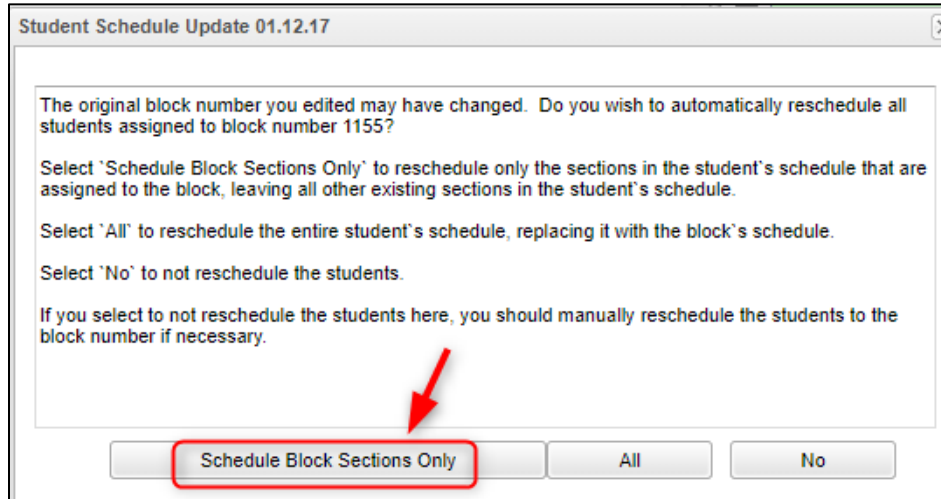 Student Schedule Update 01.12.17
The original block number you edited may have changed.  Do you wish to automatically reschedule all
students assigned to block number 1155?
Select `Schedule Block Sections Only` to reschedule only the sections in the student`s schedule that are
assigned to the block, leaving all other existing sections in the student`s schedule.
Select `All` to reschedule the entire student`s schedule, replacing it with the block`s schedule.
Select `No` to not reschedule the students.
If you select to not reschedule the students here, you should manually reschedule the students to the
block number if necessary.
Schedule Block Sections Only
All
No